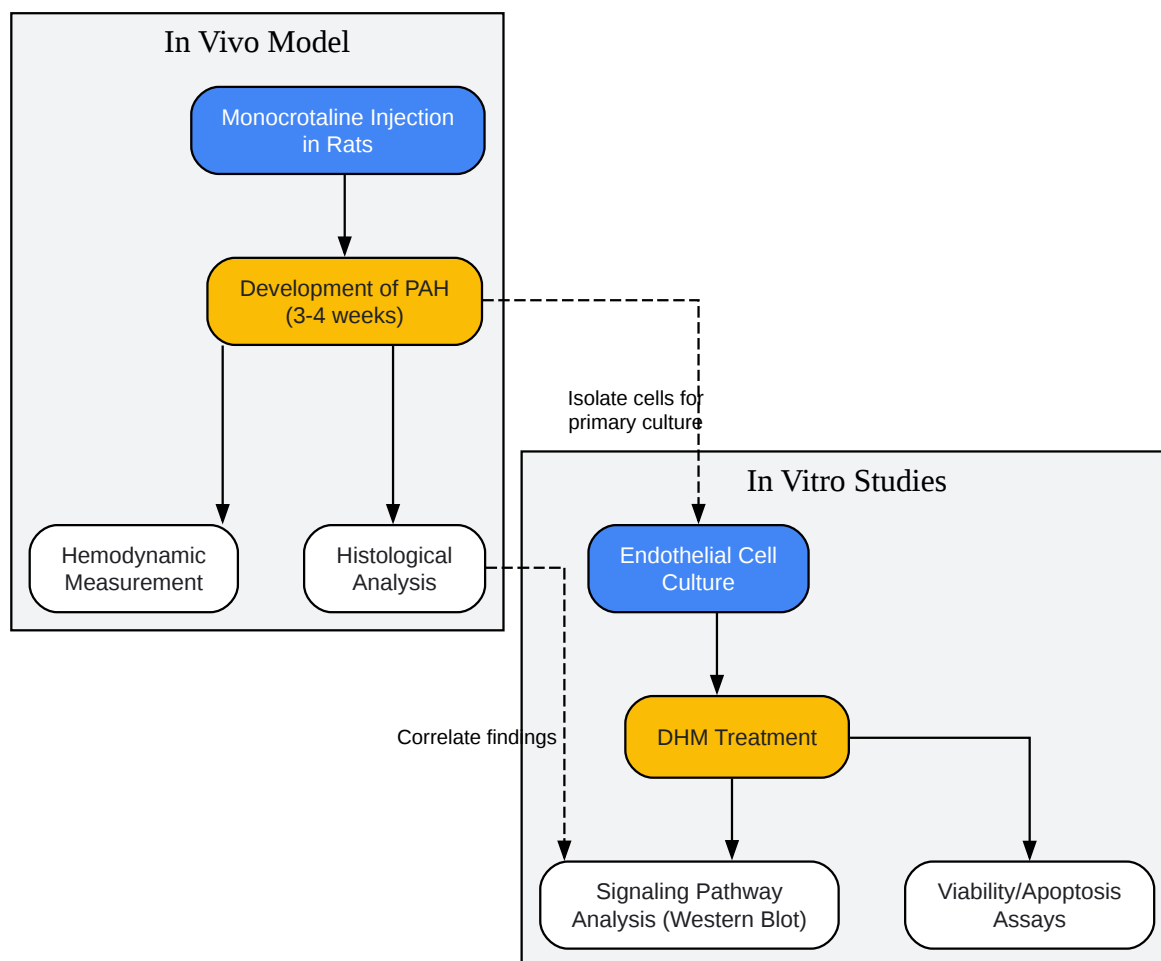 In Vivo Model
Monocrotaline Injection
in Rats
Development of PAH
(3-4 weeks)
Isolate cells for
primary culture
In Vitro Studies
Hemodynamic
Measurement
Histological
Analysis
Endothelial Cell
Culture
Correlate findings
DHM Treatment
Signaling Pathway
Analysis (Western Blot)
Viability/Apoptosis
Assays